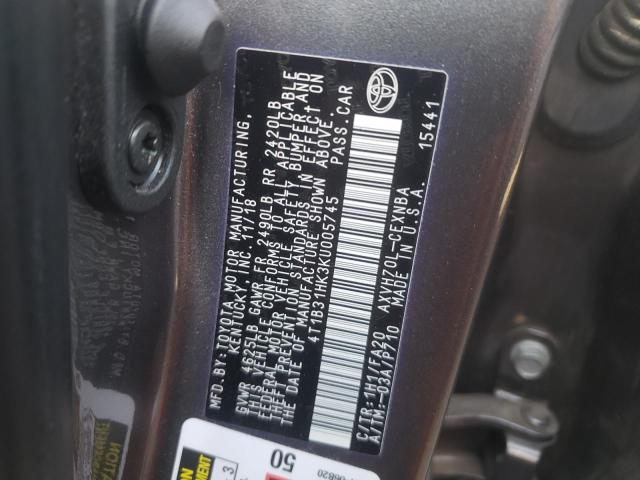 MFD.BY: TOYOTA MOTOR MANUFACTURING,
KENTUCKY, INC. 11/18
GVWR 4625LB GAWR FR 2490LB RR 2420LB
THIS VEHICLE CONFORMS TO ALL APPLICABLE
FEDERAL MOTOR VEHICLE SAFETY, BUMPER, AND
THEFT PREVENTION STANDARDS IN EFFECT ON
THE DATE OF MANUFACTURE SHOWN ABOVE.
4T1B31HK3KU005745 PASS.CAR
C/TR:-1H1/FA20 AXVH70L-CEXNBA
A/TM:-03A/P710 MADE IN U.S.A. 15441
50